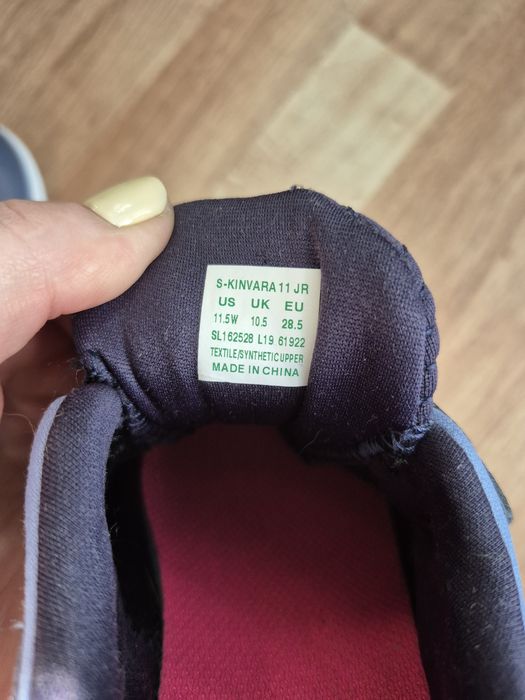 S-KINVARA 11 JR
US UK EU
11.5W 10.5 28.5
SL162528 L19 61922
TEXTILE/SYNTHETIC UPPER
MADE IN CHINA